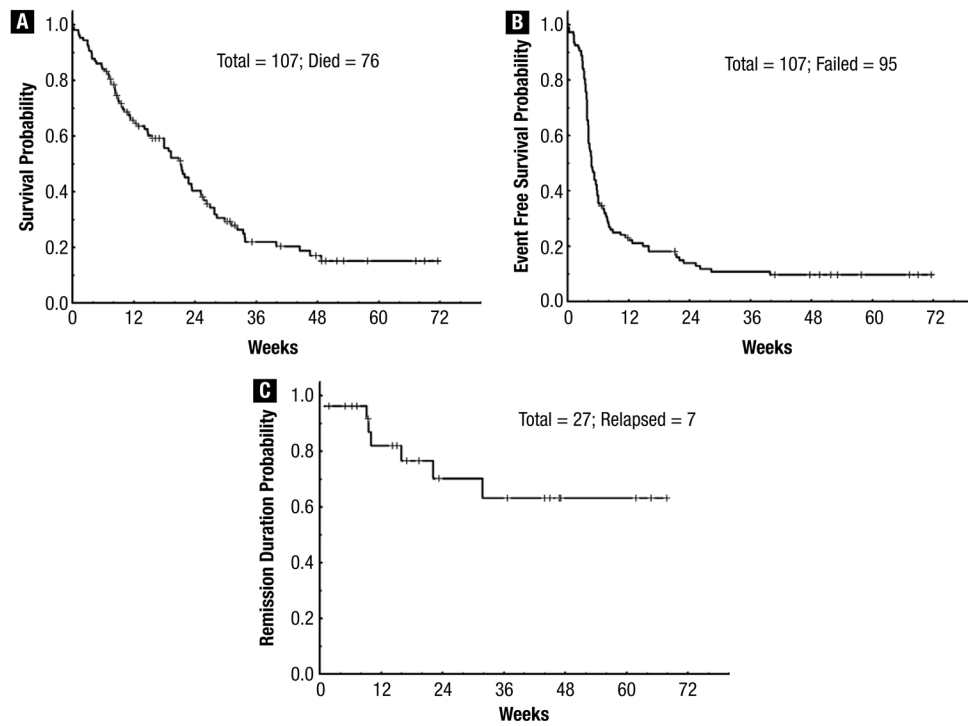 A
Total = 107; Died = 76
Survival Probability
1.0
0.8
0.6
0.4
0.2
0.0
0 12 24 36 48 60 72
Weeks
B
Total = 107; Failed = 95
Event Free Survival Probability
1.0
0.8
0.6
0.4
0.2
0.0
0 12 24 36 48 60 72
Weeks
C
Total = 27; Relapsed = 7
Remission Duration Probability
1.0
0.8
0.6
0.4
0.2
0.0
0 12 24 36 48 60 72
Weeks